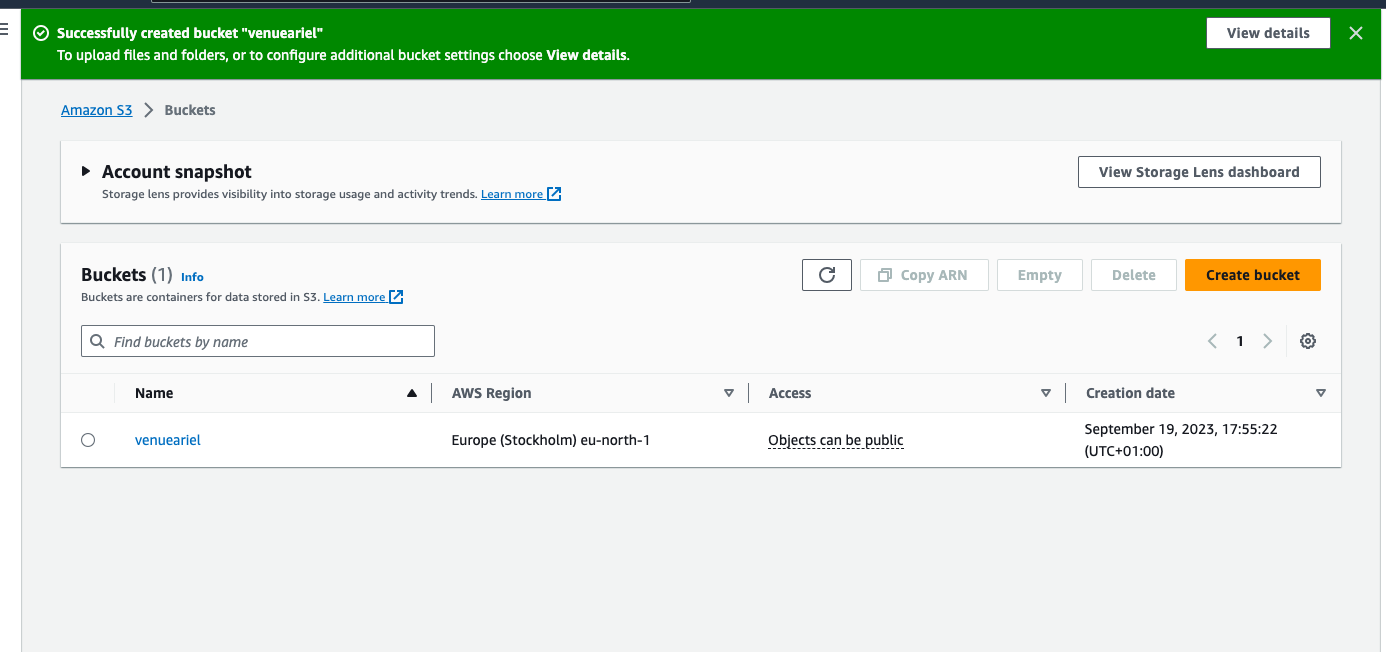 Successfully created bucket "venueariel"
To upload files and folders, or to configure additional bucket settings choose View details.
View details
Amazon S3
Buckets
Account snapshot
Storage lens provides visibility into storage usage and activity trends. Learn more
View Storage Lens dashboard
Buckets (1) Info
Buckets are containers for data stored in S3. Learn more
Copy ARN
Empty
Delete
Create bucket
Find buckets by name
1
Name
AWS Region
Access
Creation date
venueariel
Europe (Stockholm) eu-north-1
Objects can be public
September 19, 2023, 17:55:22
(UTC+01:00)